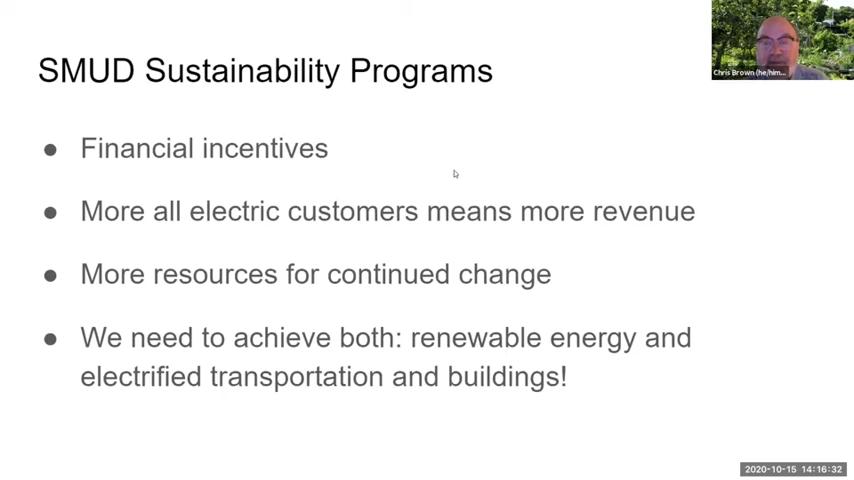 SMUD Sustainability Programs
Chris Brown (he/him...
● Financial incentives
● More all electric customers means more revenue
● More resources for continued change
● We need to achieve both: renewable energy and
electrified transportation and buildings!
2020-10-15 14:16:32